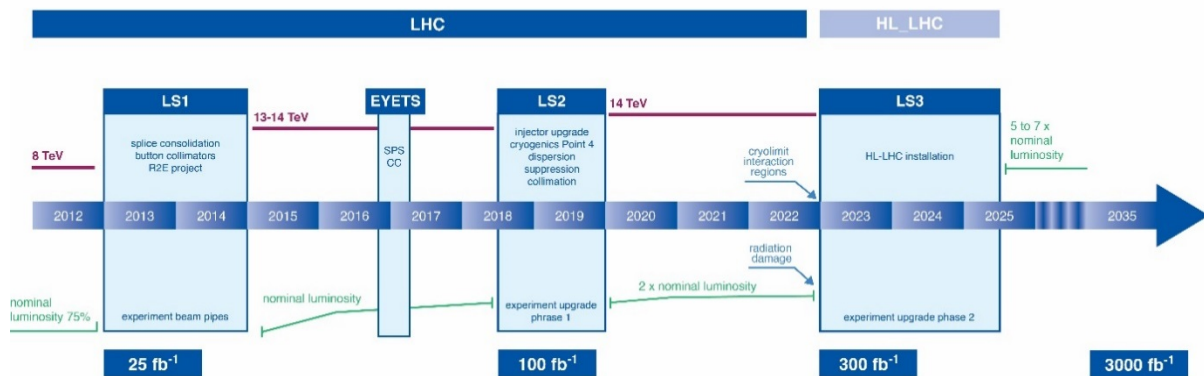 LHC
HL_LHC
LS1
EYETS
LS2
LS3
8 TeV
13-14 TeV
14 TeV
splice consolidation
button collimators
R2E project
SPS
CC
injector upgrade
cryogenics Point 4
dispersion
suppression
collimation
cryolimit
interaction
regions
HL-LHC installation
5 to 7 x
nominal
luminosity
2012
2013
2014
2015
2016
2017
2018
2019
2020
2021
2022
2023
2024
2025
2035
nominal
luminosity 75%
experiment beam pipes
nominal luminosity
experiment upgrade
phrase 1
2 x nominal luminosity
radiation
damage
experiment upgrade phase 2
25 fb⁻¹
100 fb⁻¹
300 fb⁻¹
3000 fb⁻¹